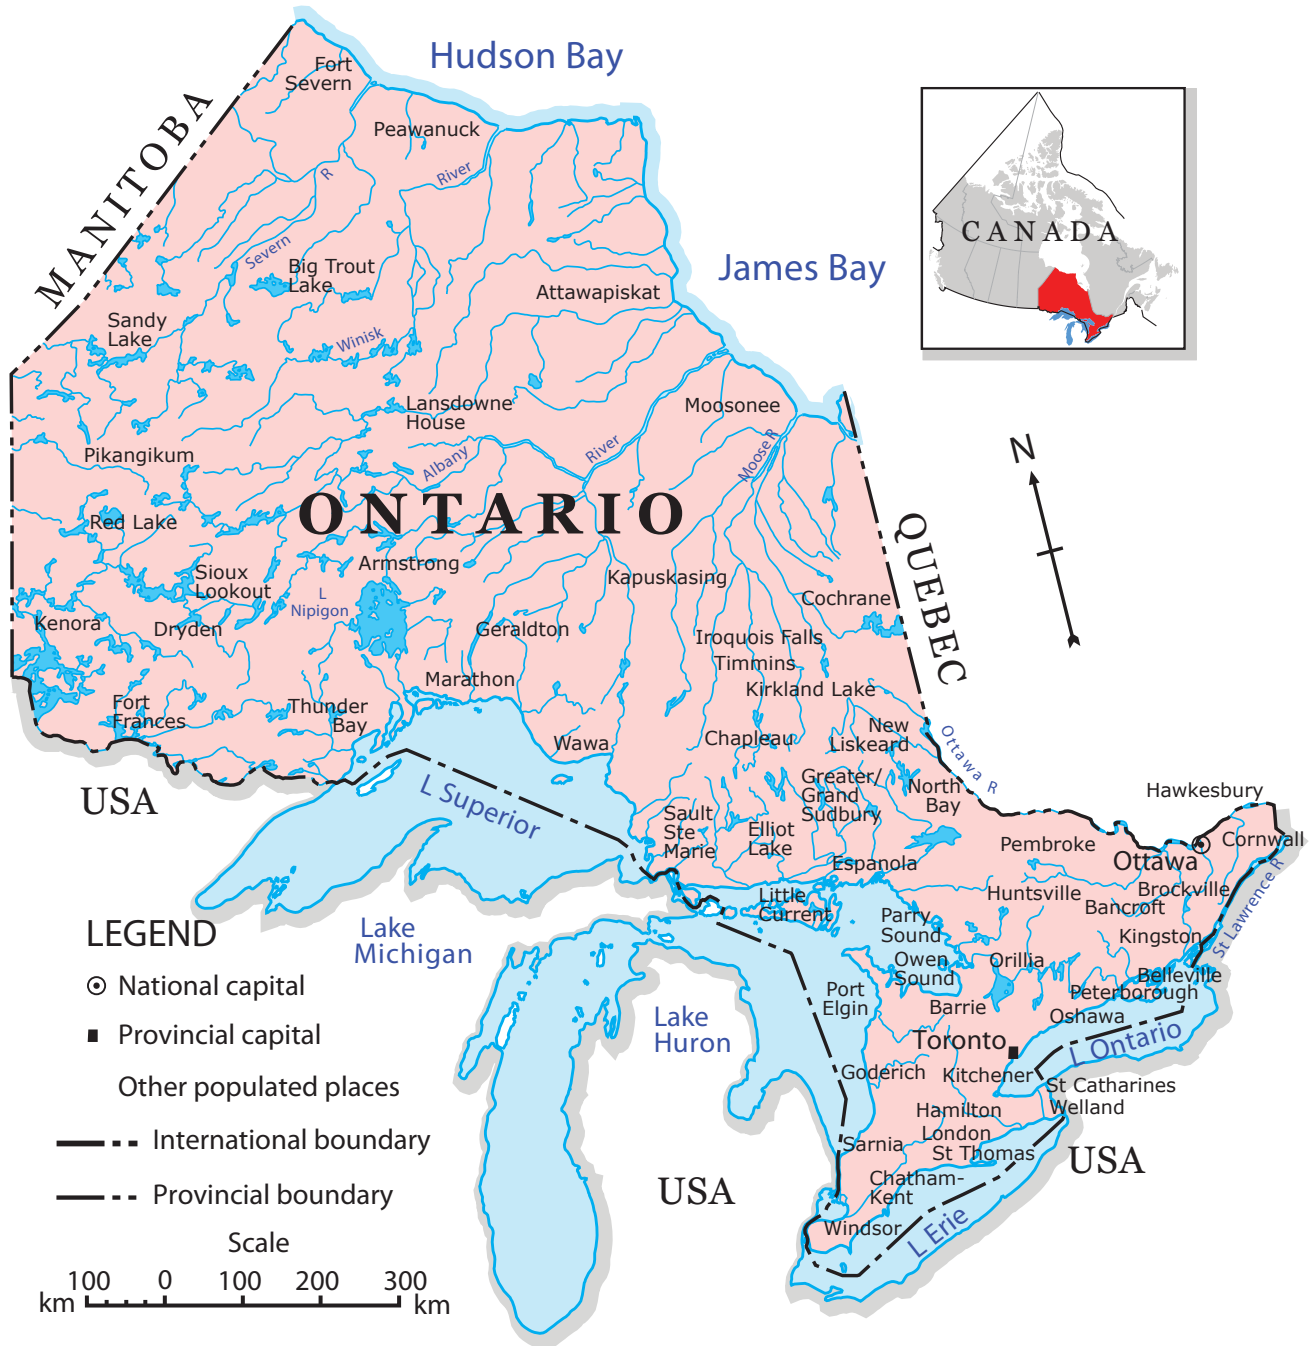 Hudson Bay
Fort
Severn
Peawanuck
MANITOBA
R
River
CANADA
Severn
Big Trout
Lake
James Bay
Attawapiskat
Sandy
Lake
Winisk
Lansdowne
House
Moosonee
Pikangikum
Albany
River
Moose R
N
Red Lake
ONTARIO
QUEBEC
Armstrong
Sioux
Lookout
Kapuskasing
L
Nipigon
Cochrane
Kenora
Dryden
Geraldton
Iroquois Falls
Timmins
Marathon
Kirkland Lake
Fort
Frances
Thunder
Bay
New
Liskeard
Wawa
Chapleau
Ottawa R
USA
L Superior
Greater/
Grand
Sudbury
North
Bay
Hawkesbury
Sault
Ste
Marie
Elliot
Lake
Pembroke
Cornwall
Ottawa
Espanola
Little
Current
Huntsville
Brockville
Bancroft
St Lawrence R
Parry
Sound
Kingston
Lake
Michigan
Owen
Sound
Orillia
Belleville
Peterborough
Port
Elgin
Barrie
Oshawa
Lake
Huron
Toronto
L Ontario
Goderich
Kitchener
St Catharines
Welland
Hamilton
London
St Thomas
Sarnia
USA
Chatham-
Kent
USA
Windsor
L Erie
LEGEND
National capital
Provincial capital
Other populated places
International boundary
Provincial boundary
Scale
100 0 100 200 300
km km